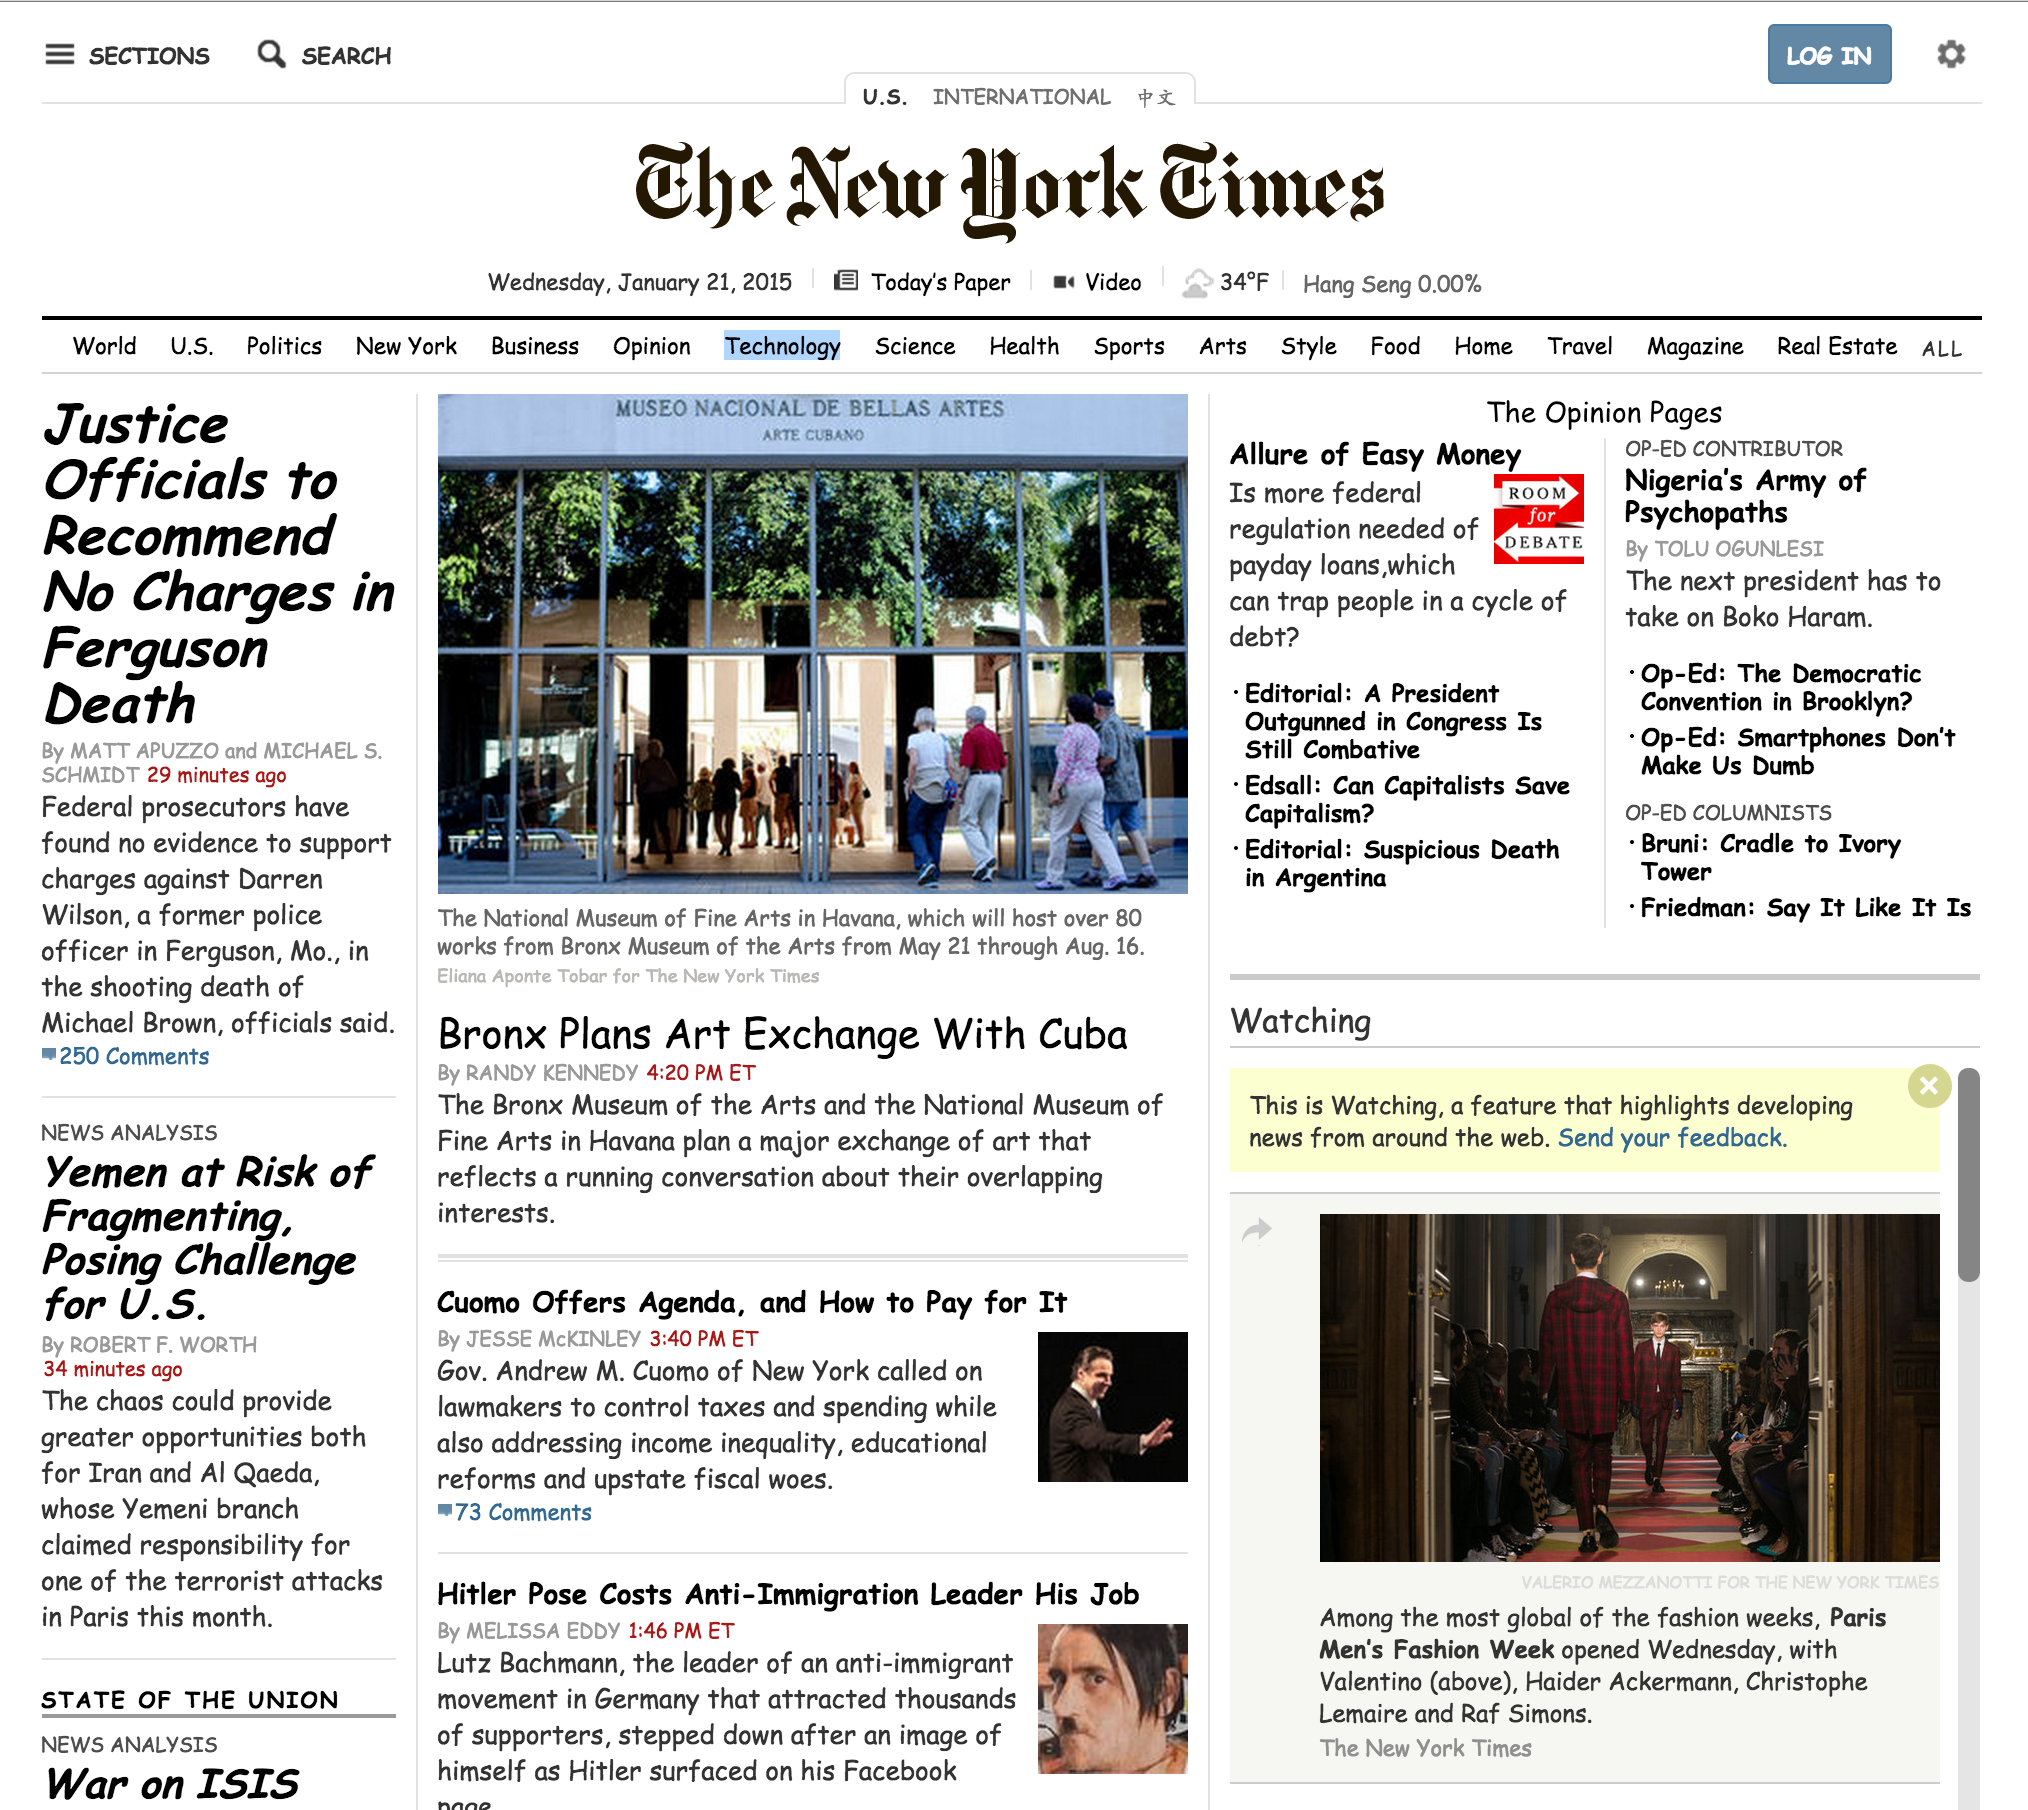 SECTIONS
SEARCH
LOG IN
U.S. INTERNATIONAL 中文
The New York Times
Wednesday, January 21, 2015
Today's Paper
Video
34°F
Hang Seng 0.00%
World U.S. Politics New York Business Opinion Technology Science Health Sports Arts Style Food Home Travel Magazine Real Estate ALL
Justice
Officials to
Recommend
No Charges in
Ferguson
Death
By MATT APUZZO and MICHAEL S.
SCHMIDT 29 minutes ago
Federal prosecutors have
found no evidence to support
charges against Darren
Wilson, a former police
officer in Ferguson, Mo., in
the shooting death of
Michael Brown, officials said.
250 Comments
NEWS ANALYSIS
Yemen at Risk of
Fragmenting,
Posing Challenge
for U.S.
By ROBERT F. WORTH
34 minutes ago
The chaos could provide
greater opportunities both
for Iran and Al Qaeda,
whose Yemeni branch
claimed responsibility for
one of the terrorist attacks
in Paris this month.
STATE OF THE UNION
NEWS ANALYSIS
War on ISIS
MUSEO NACIONAL DE BELLAS ARTES
ARTE CUBANO
The National Museum of Fine Arts in Havana, which will host over 80
works from Bronx Museum of the Arts from May 21 through Aug. 16.
Eliana Aponte Tobar for The New York Times
Bronx Plans Art Exchange With Cuba
By RANDY KENNEDY 4:20 PM ET
The Bronx Museum of the Arts and the National Museum of
Fine Arts in Havana plan a major exchange of art that
reflects a running conversation about their overlapping
interests.
Cuomo Offers Agenda, and How to Pay for It
By JESSE McKINLEY 3:40 PM ET
Gov. Andrew M. Cuomo of New York called on
lawmakers to control taxes and spending while
also addressing income inequality, educational
reforms and upstate fiscal woes.
73 Comments
Hitler Pose Costs Anti-Immigration Leader His Job
By MELISSA EDDY 1:46 PM ET
Lutz Bachmann, the leader of an anti-immigrant
movement in Germany that attracted thousands
of supporters, stepped down after an image of
himself as Hitler surfaced on his Facebook
page.
The Opinion Pages
Allure of Easy Money
Is more federal
regulation needed of
payday loans,which
can trap people in a cycle of
debt?
ROOM
for
DEBATE
· Editorial: A President
Outgunned in Congress Is
Still Combative
· Edsall: Can Capitalists Save
Capitalism?
· Editorial: Suspicious Death
in Argentina
OP-ED CONTRIBUTOR
Nigeria's Army of
Psychopaths
By TOLU OGUNLESI
The next president has to
take on Boko Haram.
· Op-Ed: The Democratic
Convention in Brooklyn?
· Op-Ed: Smartphones Don't
Make Us Dumb
OP-ED COLUMNISTS
· Bruni: Cradle to Ivory
Tower
· Friedman: Say It Like It Is
Watching
This is Watching, a feature that highlights developing
news from around the web. Send your feedback.
VALERIO MEZZANOTTI FOR THE NEW YORK TIMES
Among the most global of the fashion weeks, Paris
Men's Fashion Week opened Wednesday, with
Valentino (above), Haider Ackermann, Christophe
Lemaire and Raf Simons.
The New York Times